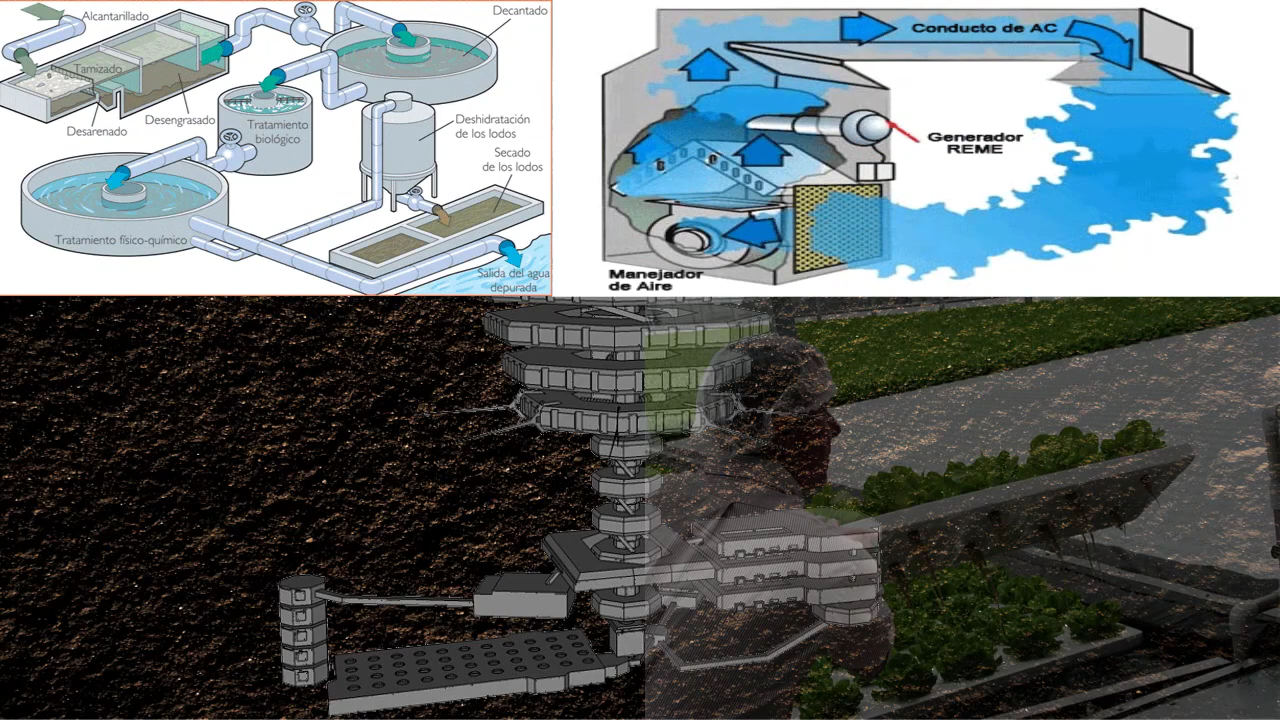 Alcantarillado
Tamizado
Desarenado
Desengrasado
Tratamiento
biológico
Decantado
Deshidratación
de los lodos
Secado
de los lodos
Tratamiento físico-químico
Salida del agua
depurada
Conducto de AC
Generador
REME
Manejador
de Aire